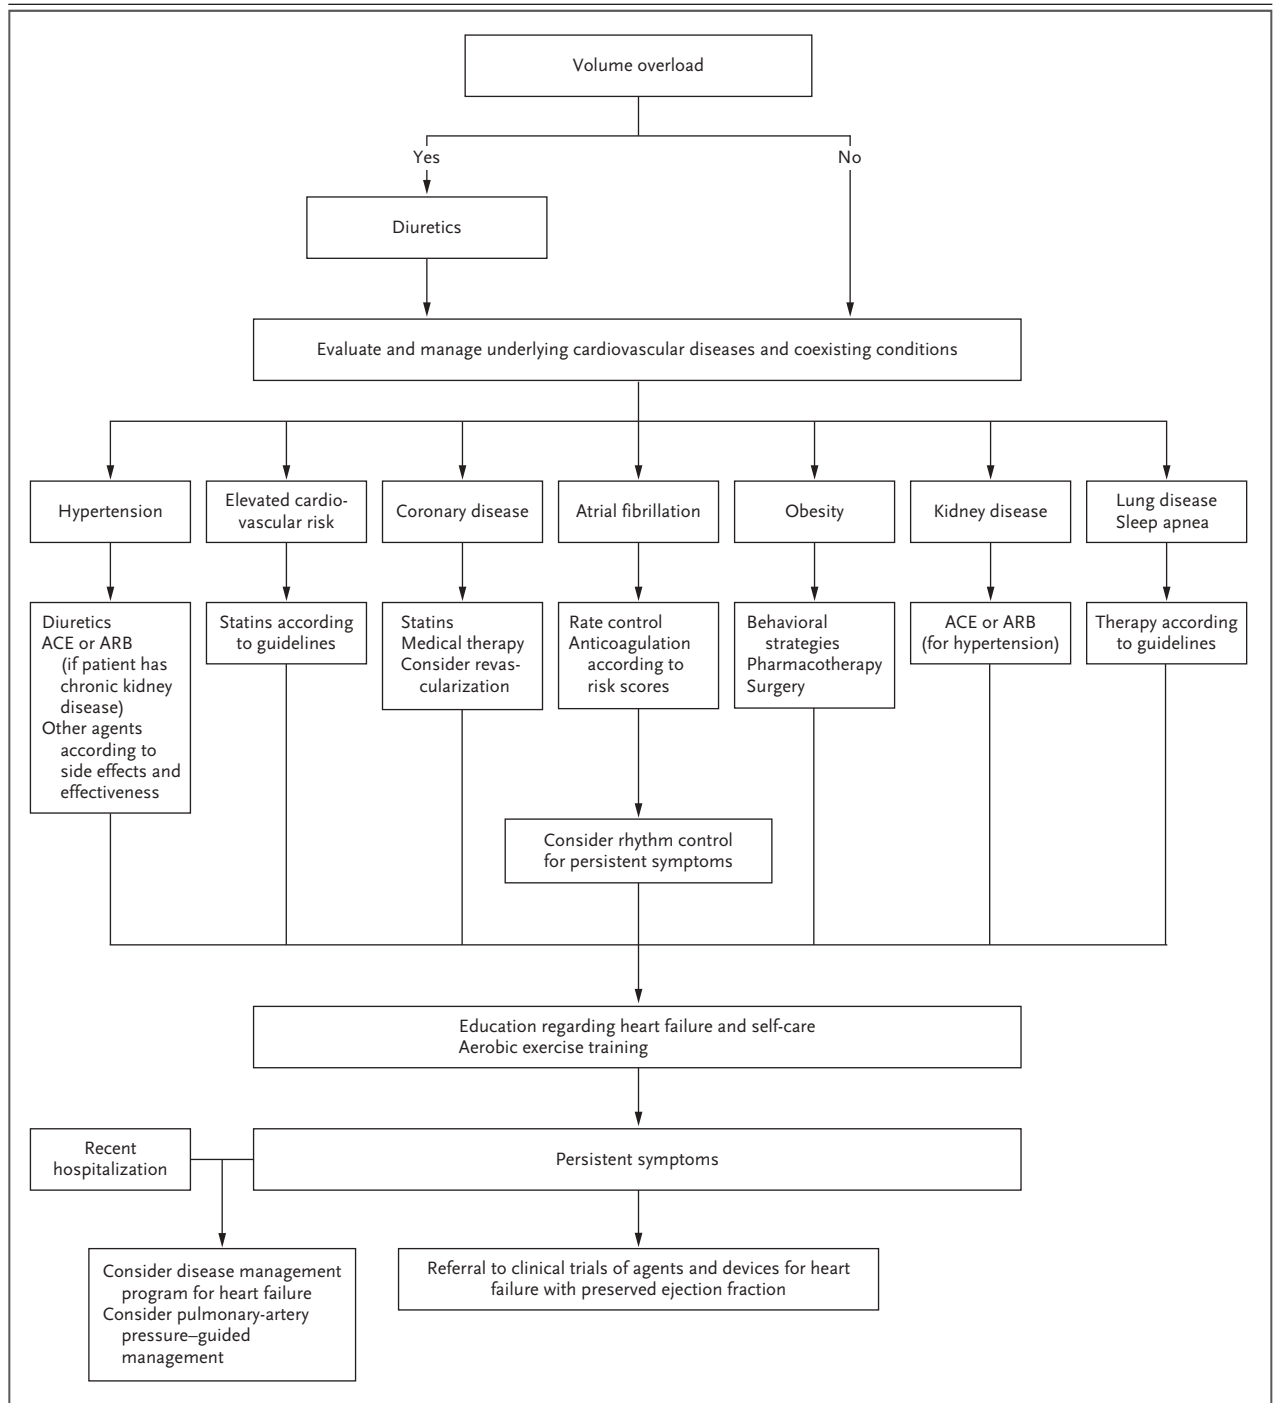 Volume overload
Yes
No
Diuretics
Evaluate and manage underlying cardiovascular diseases and coexisting conditions
Hypertension
Elevated cardio-
vascular risk
Coronary disease
Atrial fibrillation
Obesity
Kidney disease
Lung disease
Sleep apnea
Diuretics
ACE or ARB
(if patient has
chronic kidney
disease)
Other agents
according to
side effects and
effectiveness
Statins according
to guidelines
Statins
Medical therapy
Consider revas-
cularization
Rate control
Anticoagulation
according to
risk scores
Behavioral
strategies
Pharmacotherapy
Surgery
ACE or ARB
(for hypertension)
Therapy according
to guidelines
Consider rhythm control
for persistent symptoms
Education regarding heart failure and self-care
Aerobic exercise training
Recent
hospitalization
Persistent symptoms
Consider disease management
program for heart failure
Consider pulmonary-artery
pressure–guided
management
Referral to clinical trials of agents and devices for heart
failure with preserved ejection fraction